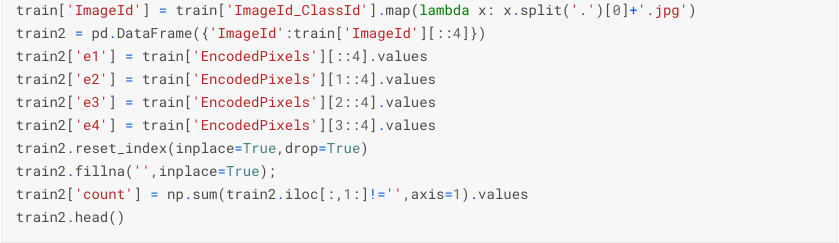 train['ImageId'] = train['ImageId_ClassId'].map(lambda x: x.split('.')[0]+'.jpg')
train2 = pd.DataFrame({'ImageId':train['ImageId'][::4]})
train2['e1'] = train['EncodedPixels'][::4].values
train2['e2'] = train['EncodedPixels'][1::4].values
train2['e3'] = train['EncodedPixels'][2::4].values
train2['e4'] = train['EncodedPixels'][3::4].values
train2.reset_index(inplace=True,drop=True)
train2.fillna('',inplace=True);
train2['count'] = np.sum(train2.iloc[:,1:]!='',axis=1).values
train2.head()